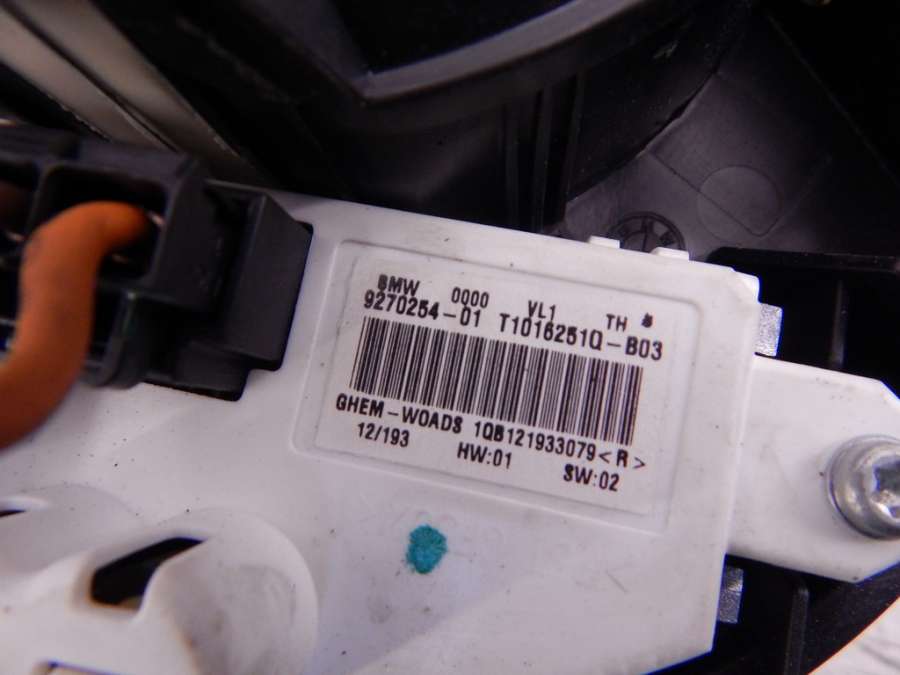 BMW 0000 VL1 TH
9270254-01 T1016251Q-B03
GHEM-WOADS 1QB121933079<R>
12/193 HW:01 SW:02